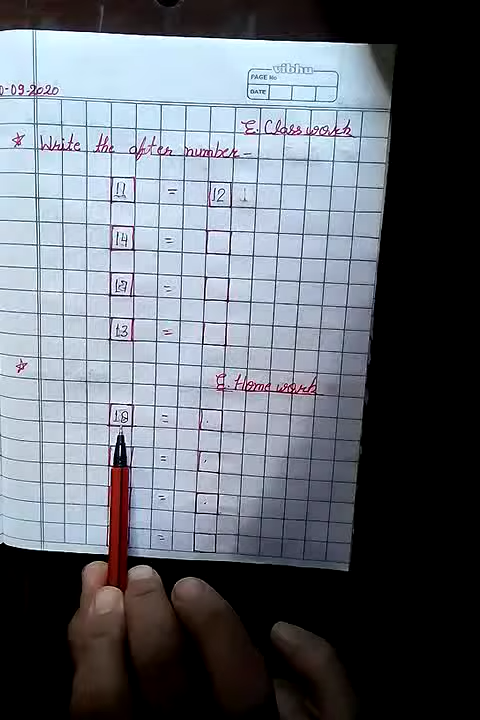 vibhu
PAGE No
DATE
0-09-2020
E. Class work
* Write the after number -
11 = 12
14 =
=
13 =
*
E. Home work
18 =
=
=
=